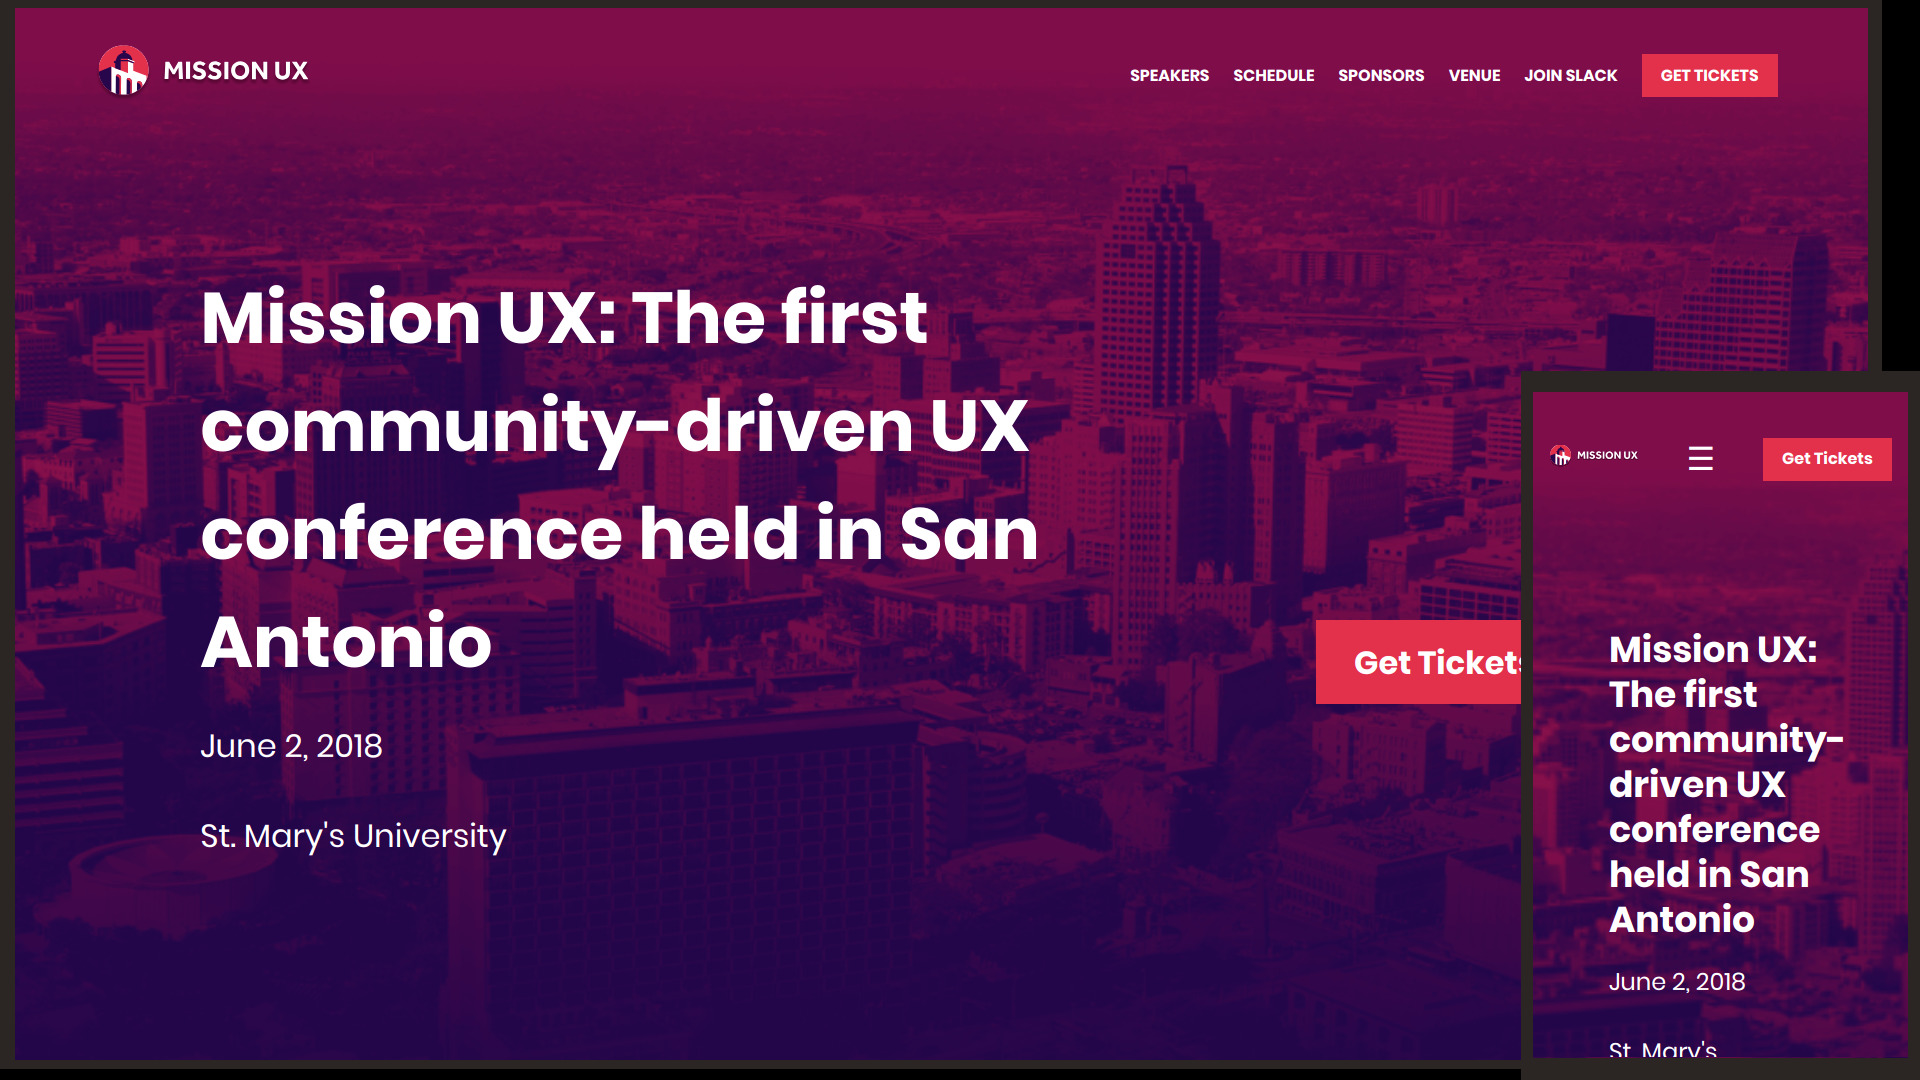 MISSION UX
SPEAKERS SCHEDULE SPONSORS VENUE JOIN SLACK GET TICKETS
Mission UX: The first
community-driven UX
conference held in San
Antonio
June 2, 2018
St. Mary's University
Get Tickets
MISSION UX
☰
Get Tickets
Mission UX:
The first
community-
driven UX
conference
held in San
Antonio
June 2, 2018
St. Mary's